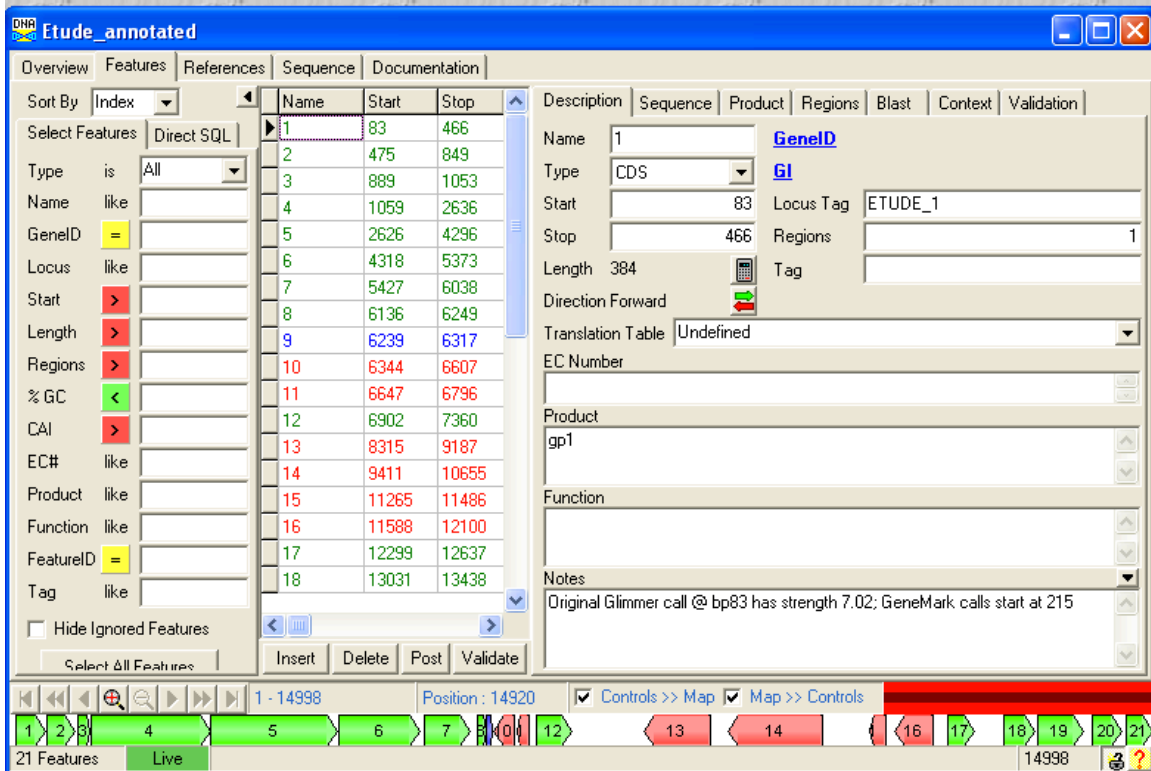 DNA Etude_annotated
Overview Features References Sequence Documentation
Sort By Index
Select Features Direct SQL
Type is All
Name like
GeneID =
Locus like
Start >
Length >
Regions >
% GC <
CAI >
EC# like
Product like
Function like
FeatureID =
Tag like
Hide Ignored Features
Select All Features
Name Start Stop
1 83 466
2 475 849
3 889 1053
4 1059 2636
5 2626 4296
6 4318 5373
7 5427 6038
8 6136 6249
9 6239 6317
10 6344 6607
11 6647 6796
12 6902 7360
13 8315 9187
14 9411 10655
15 11265 11486
16 11588 12100
17 12299 12637
18 13031 13438
Insert Delete Post Validate
Description Sequence Product Regions Blast Context Validation
Name 1 GeneID
Type CDS GI
Start 83 Locus Tag ETUDE_1
Stop 466 Regions 1
Length 384 Tag
Direction Forward
Translation Table Undefined
EC Number
Product
gp1
Function
Notes
Original Glimmer call @ bp83 has strength 7.02; GeneMark calls start at 215
1 - 14998 Position : 14920 Controls >> Map Map >> Controls
1 2 3 4 5 6 7 8 12 13 14 16 17 18 19 20 21
21 Features Live 14998 ?